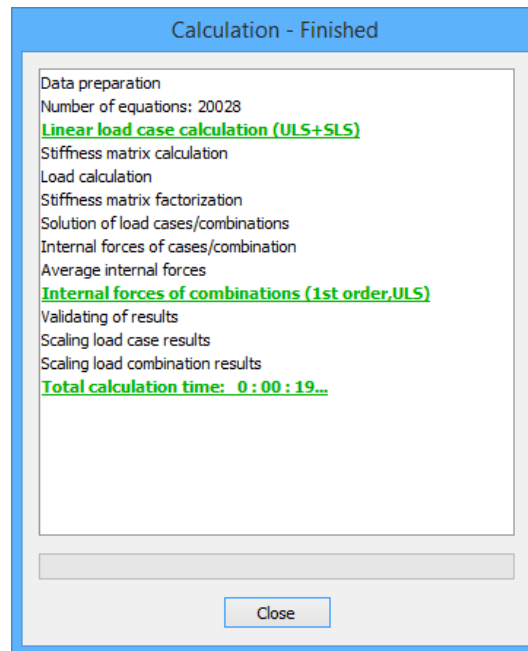 Calculation - Finished
Data preparation
Number of equations: 20028
Linear load case calculation (ULS+SLS)
Stiffness matrix calculation
Load calculation
Stiffness matrix factorization
Solution of load cases/combinations
Internal forces of cases/combination
Average internal forces
Internal forces of combinations (1st order,ULS)
Validating of results
Scaling load case results
Scaling load combination results
Total calculation time:  0 : 00 : 19...
Close